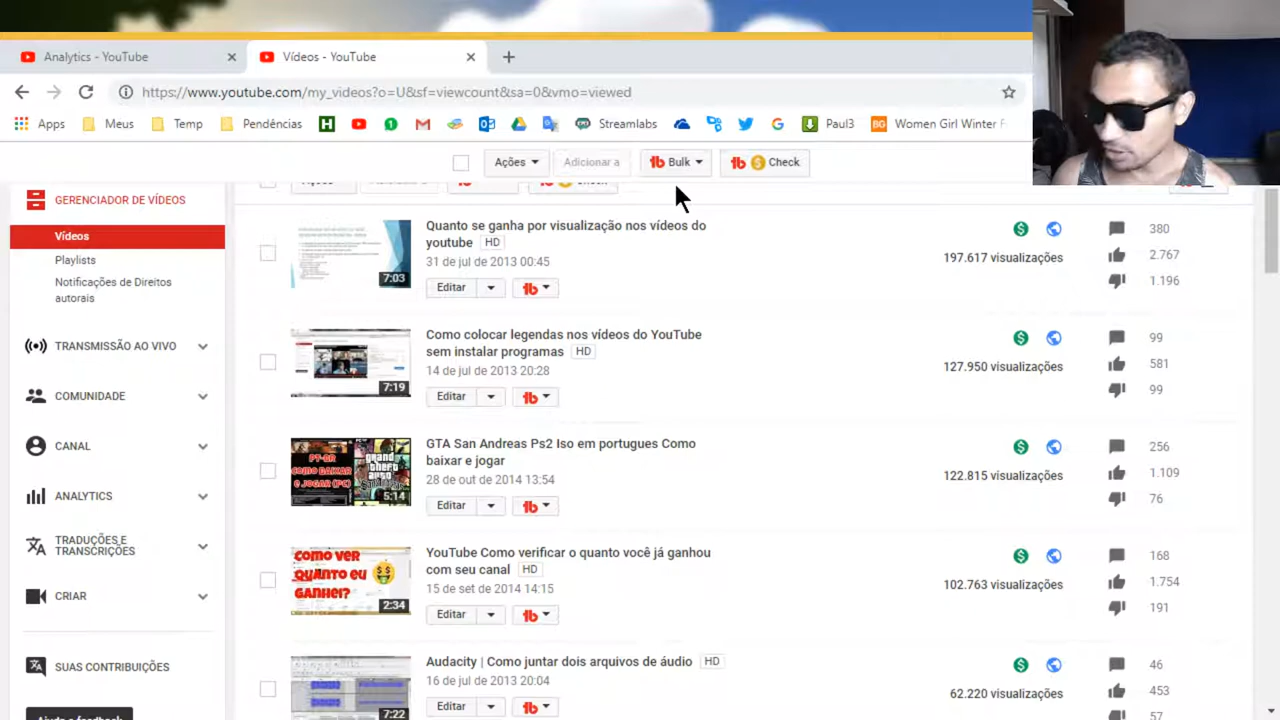 Analytics - YouTube
Vídeos - YouTube
https://www.youtube.com/my_videos?o=U&sf=viewcount&sa=0&vmo=viewed
Apps Meus Temp Pendências Streamlabs Paul3 Women Girl Winter F
Ações Adicionar a Bulk Check
GERENCIADOR DE VÍDEOS
Vídeos
Playlists
Notificações de Direitos
autorais
TRANSMISSÃO AO VIVO
COMUNIDADE
CANAL
ANALYTICS
TRADUÇÕES E
TRANSCRIÇÕES
CRIAR
SUAS CONTRIBUIÇÕES
Quanto se ganha por visualização nos vídeos do
youtube HD
31 de jul de 2013 00:45
7:03
Editar
197.617 visualizações
380
2.767
1.196
Como colocar legendas nos vídeos do YouTube
sem instalar programas HD
14 de jul de 2013 20:28
7:19
Editar
127.950 visualizações
99
581
99
GTA San Andreas Ps2 Iso em portugues Como
baixar e jogar
28 de out de 2014 13:54
PT-BR
COMO BAIXAR
E JOGAR (PC)
5:14
Editar
122.815 visualizações
256
1.109
76
YouTube Como verificar o quanto você já ganhou
com seu canal HD
15 de set de 2014 14:15
COMO VER
QUANTO EU
GANHEI?
2:34
Editar
102.763 visualizações
168
1.754
191
Audacity | Como juntar dois arquivos de áudio HD
16 de jul de 2013 20:04
7:22
Editar
62.220 visualizações
46
453
57